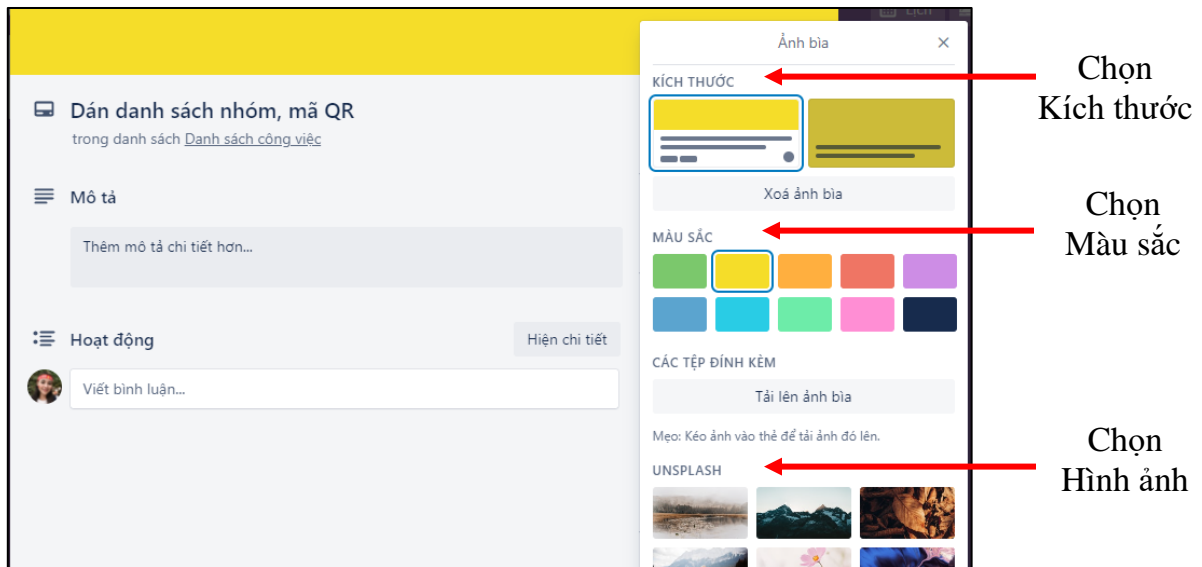 Lịch
Ảnh bìa
KÍCH THƯỚC
Chọn
Kích thước
Dán danh sách nhóm, mã QR
trong danh sách Danh sách công việc
Xoá ảnh bìa
Mô tả
Thêm mô tả chi tiết hơn...
MÀU SẮC
Chọn
Màu sắc
Hoạt động
Hiện chi tiết
Viết bình luận...
CÁC TỆP ĐÍNH KÈM
Tải lên ảnh bìa
Mẹo: Kéo ảnh vào thẻ để tải ảnh đó lên.
UNSPLASH
Chọn
Hình ảnh